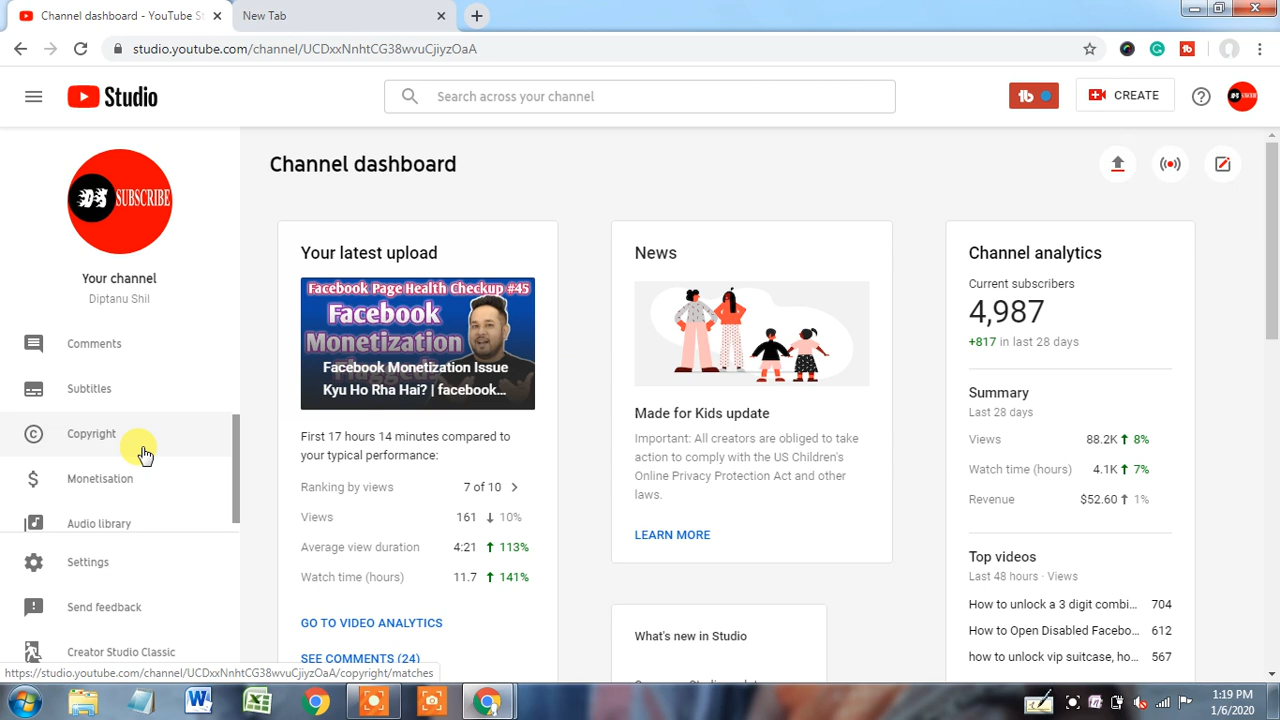 Channel dashboard - YouTube S
New Tab
studio.youtube.com/channel/UCDxxNnhtCG38wvuCjiyzOaA
Studio
Search across your channel
tb
CREATE
DS SUBSCRIBE
Your channel
Diptanu Shil
Comments
Subtitles
Copyright
Monetisation
Audio library
Settings
Send feedback
Creator Studio Classic
https://studio.youtube.com/channel/UCDxxNnhtCG38wvuCjiyzOaA/copyright/matches
Channel dashboard
Your latest upload
Facebook Page Health Checkup #45
Facebook
Monetization
Facebook Monetization Issue
Kyu Ho Rha Hai? | facebook...
First 17 hours 14 minutes compared to
your typical performance:
Ranking by views 7 of 10
Views 161 ↓ 10%
Average view duration 4:21 ↑ 113%
Watch time (hours) 11.7 ↑ 141%
GO TO VIDEO ANALYTICS
SEE COMMENTS (24)
News
Made for Kids update
Important: All creators are obliged to take
action to comply with the US Children's
Online Privacy Protection Act and other
laws.
LEARN MORE
What's new in Studio
Channel analytics
Current subscribers
4,987
+817 in last 28 days
Summary
Last 28 days
Views 88.2K ↑ 8%
Watch time (hours) 4.1K ↑ 7%
Revenue $52.60 ↑ 1%
Top videos
Last 48 hours · Views
How to unlock a 3 digit combi... 704
How to Open Disabled Facebo... 612
how to unlock vip suitcase, ho... 567
1:19 PM
1/6/2020